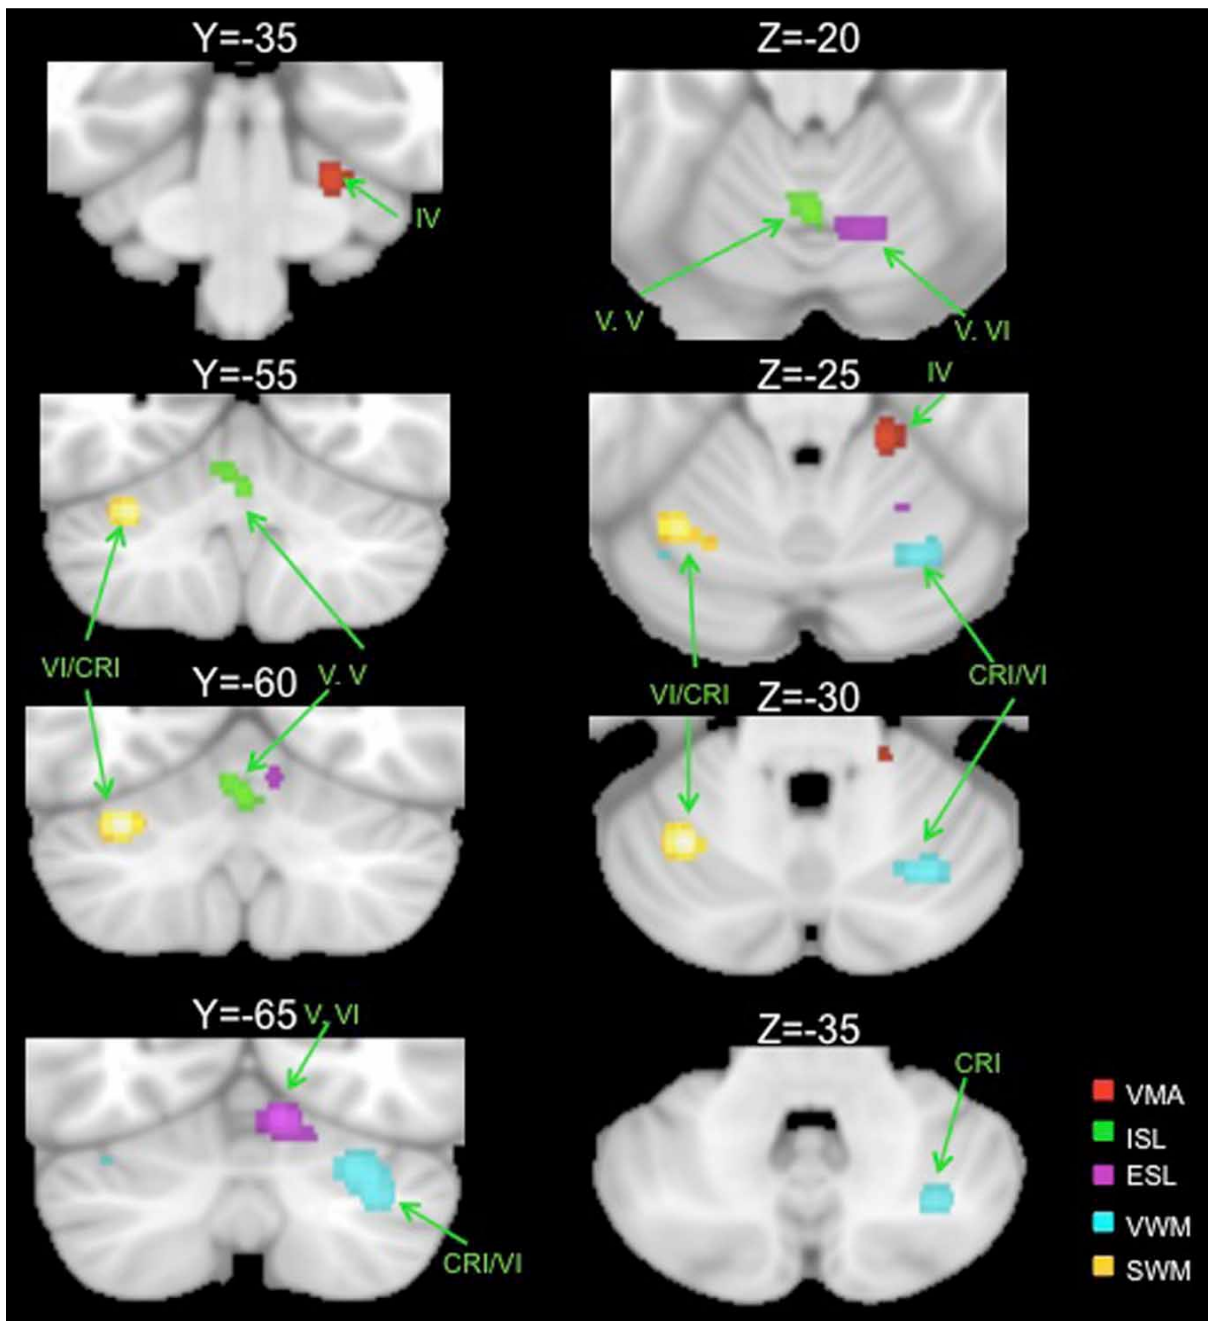 Y=-35
Z=-20
IV
V. V
V. VI
Y=-55
Z=-25
IV
VI/CRI
V. V
VI/CRI
CRI/VI
Y=-60
Z=-30
Y=-65
V. VI
Z=-35
CRI
CRI/VI
VMA
ISL
ESL
VWM
SWM